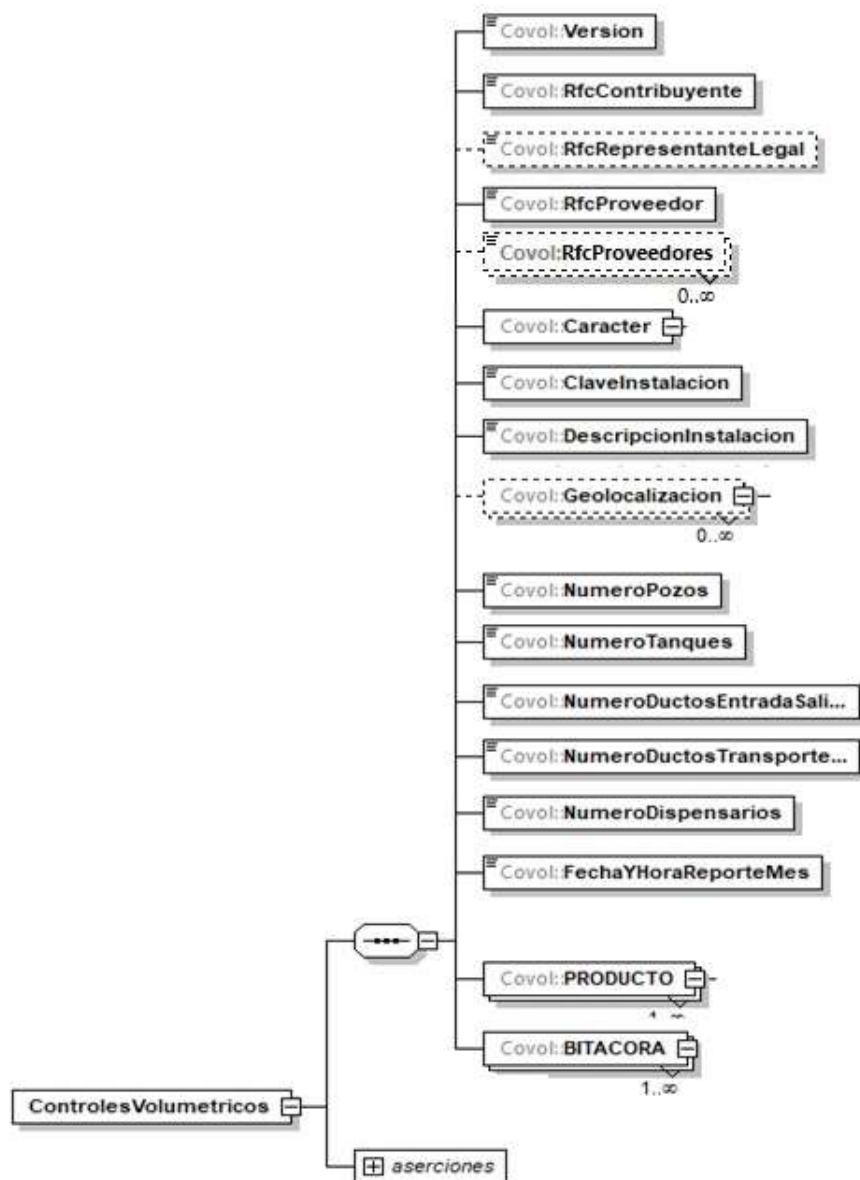 Covol::Version
Covol::RfcContribuyente
Covol::RfcRepresentanteLegal
Covol::RfcProveedor
Covol:RfcProveedores
0..∞
Covol::Caracter
Covol::ClaveInstalacion
Covol::DescripcionInstalacion
Covol::Geolocalizacion
0..∞
Covol::NumeroPozos
Covol::NumeroTanques
Covol::NumeroDuctosEntradaSali...
Covol::NumeroDuctosTransporte...
Covol::NumeroDispensarios
Covol::FechaYHoraReporteMes
Covol::PRODUCTO
1..∞
Covol::BITACORA
1..∞
ControlesVolumetricos
aserciones